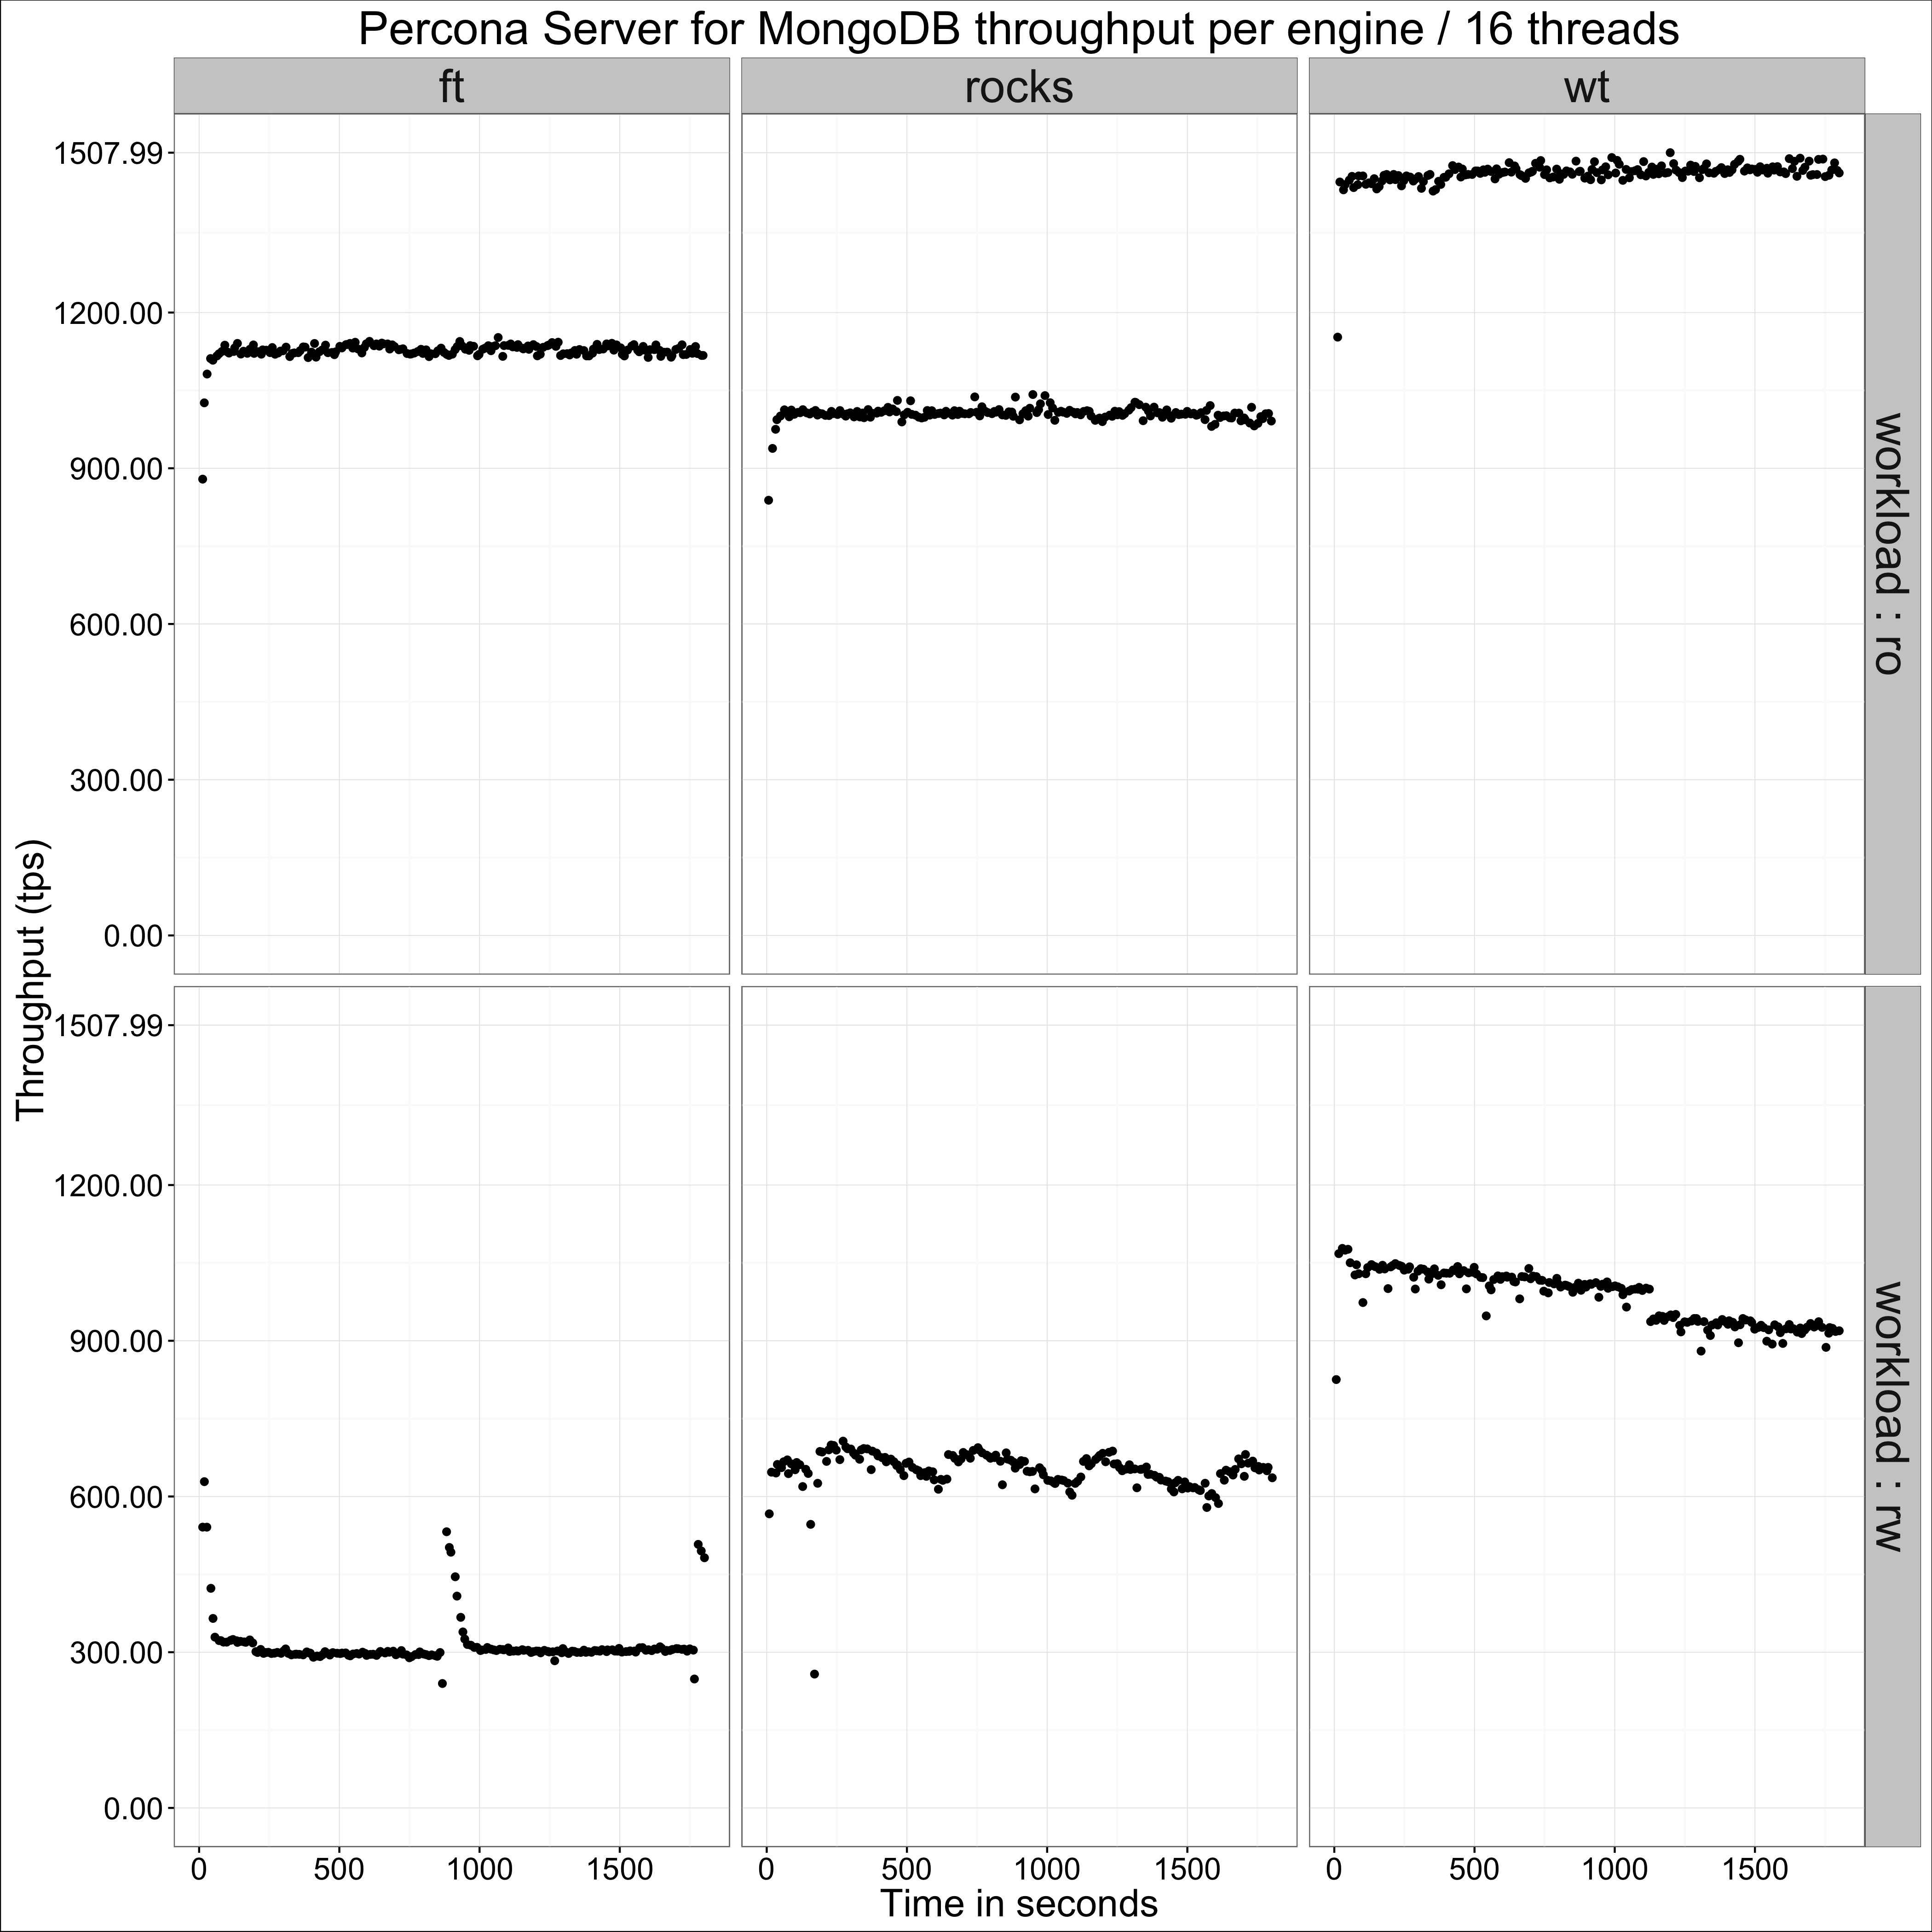 Percona Server for MongoDB throughput per engine / 16 threads
ft
rocks
wt
1507.99
1200.00
900.00
600.00
300.00
0.00
workload : ro
Throughput (tps)
1507.99
1200.00
900.00
600.00
300.00
0.00
workload : rw
0 500 1000 1500
0 500 1000 1500
0 500 1000 1500
Time in seconds